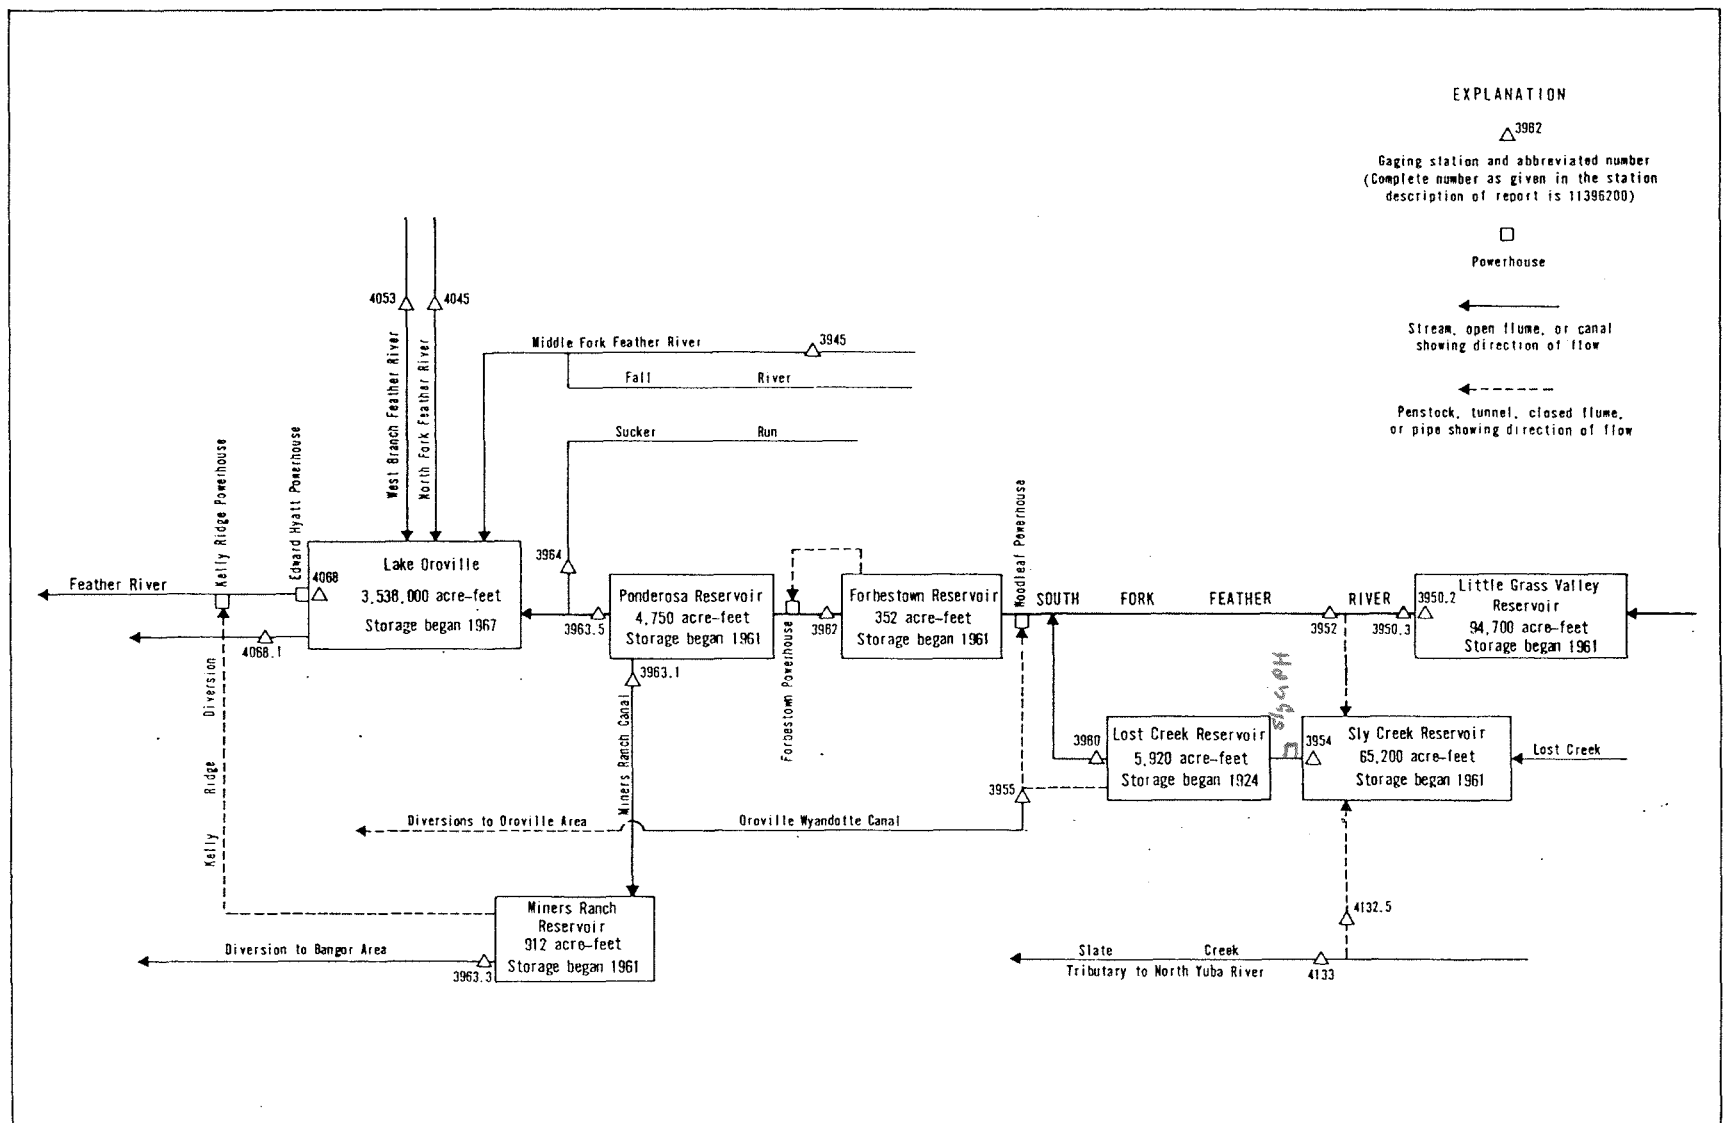 EXPLANATION
3962
Gaging station and abbreviated number
(Complete number as given in the station
description of report is 11396200)
Powerhouse
Stream, open flume, or canal
showing direction of flow
Penstock, tunnel, closed flume,
or pipe showing direction of flow
4053
4045
West Branch Feather River
North Fork Feather River
Middle Fork Feather River
3945
Fall River
Sucker Run
Kelly Ridge Powerhouse
Edward Hyatt Powerhouse
Feather River
4068
Lake Oroville
3,538,000 acre-feet
Storage began 1967
4068.1
3964
3963.5
Ponderosa Reservoir
4,750 acre-feet
Storage began 1961
3963.1
Forbestown Powerhouse
3962
Forbestown Reservoir
352 acre-feet
Storage began 1961
Woodleaf Powerhouse
SOUTH FORK FEATHER RIVER
3952
3950.3
3950.2
Little Grass Valley
Reservoir
94,700 acre-feet
Storage began 1961
Kelly Ridge Diversion
Miners Ranch Canal
3960
Lost Creek Reservoir
5,920 acre-feet
Storage began 1924
3954
Sly Creek Reservoir
65,200 acre-feet
Storage began 1961
Lost Creek
3955
Diversions to Oroville Area
Oroville Wyandotte Canal
Miners Ranch
Reservoir
912 acre-feet
Storage began 1961
Diversion to Bangor Area
3963.3
4132.5
Slate Creek
Tributary to North Yuba River
4133